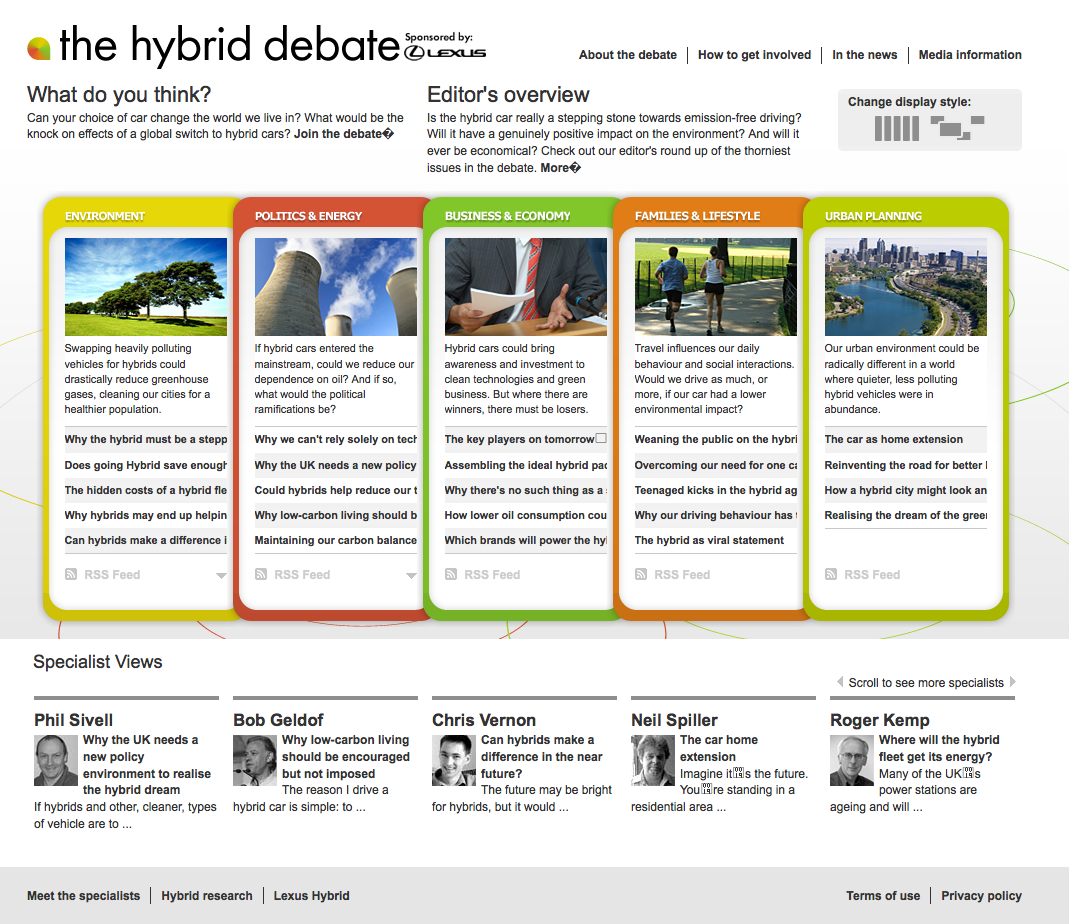 the hybrid debate
Sponsored by:
LEXUS
About the debate
How to get involved
In the news
Media information
What do you think?
Can your choice of car change the world we live in? What would be the
knock on effects of a global switch to hybrid cars? Join the debate�
Editor's overview
Is the hybrid car really a stepping stone towards emission-free driving?
Will it have a genuinely positive impact on the environment? And will it
ever be economical? Check out our editor's round up of the thorniest
issues in the debate. More�
Change display style:
ENVIRONMENT
Swapping heavily polluting
vehicles for hybrids could
drastically reduce greenhouse
gases, cleaning our cities for a
healthier population.
Why the hybrid must be a stepp
Does going Hybrid save enough
The hidden costs of a hybrid fle
Why hybrids may end up helpin
Can hybrids make a difference i
RSS Feed
POLITICS & ENERGY
If hybrid cars entered the
mainstream, could we reduce our
dependence on oil? And if so,
what would the political
ramifications be?
Why we can't rely solely on tech
Why the UK needs a new policy
Could hybrids help reduce our t
Why low-carbon living should b
Maintaining our carbon balance
RSS Feed
BUSINESS & ECONOMY
Hybrid cars could bring
awareness and investment to
clean technologies and green
business. But where there are
winners, there must be losers.
The key players on tomorrow□
Assembling the ideal hybrid pac
Why there's no such thing as a
How lower oil consumption cou
Which brands will power the hy
RSS Feed
FAMILIES & LIFESTYLE
Travel influences our daily
behaviour and social interactions.
Would we drive as much, or
more, if our car had a lower
environmental impact?
Weaning the public on the hybri
Overcoming our need for one ca
Teenaged kicks in the hybrid ag
Why our driving behaviour has
The hybrid as viral statement
RSS Feed
URBAN PLANNING
Our urban environment could be
radically different in a world
where quieter, less polluting
hybrid vehicles were in
abundance.
The car as home extension
Reinventing the road for better
How a hybrid city might look an
Realising the dream of the gree
RSS Feed
Specialist Views
Scroll to see more specialists
Phil Sivell
Why the UK needs a
new policy
environment to realise
the hybrid dream
If hybrids and other, cleaner, types
of vehicle are to ...
Bob Geldof
Why low-carbon living
should be encouraged
but not imposed
The reason I drive a
hybrid car is simple: to ...
Chris Vernon
Can hybrids make a
difference in the near
future?
The future may be bright
for hybrids, but it would ...
Neil Spiller
The car home
extension
Imagine it□s the future.
You□re standing in a
residential area ...
Roger Kemp
Where will the hybrid
fleet get its energy?
Many of the UK□s
power stations are
ageing and will ...
Meet the specialists
Hybrid research
Lexus Hybrid
Terms of use
Privacy policy